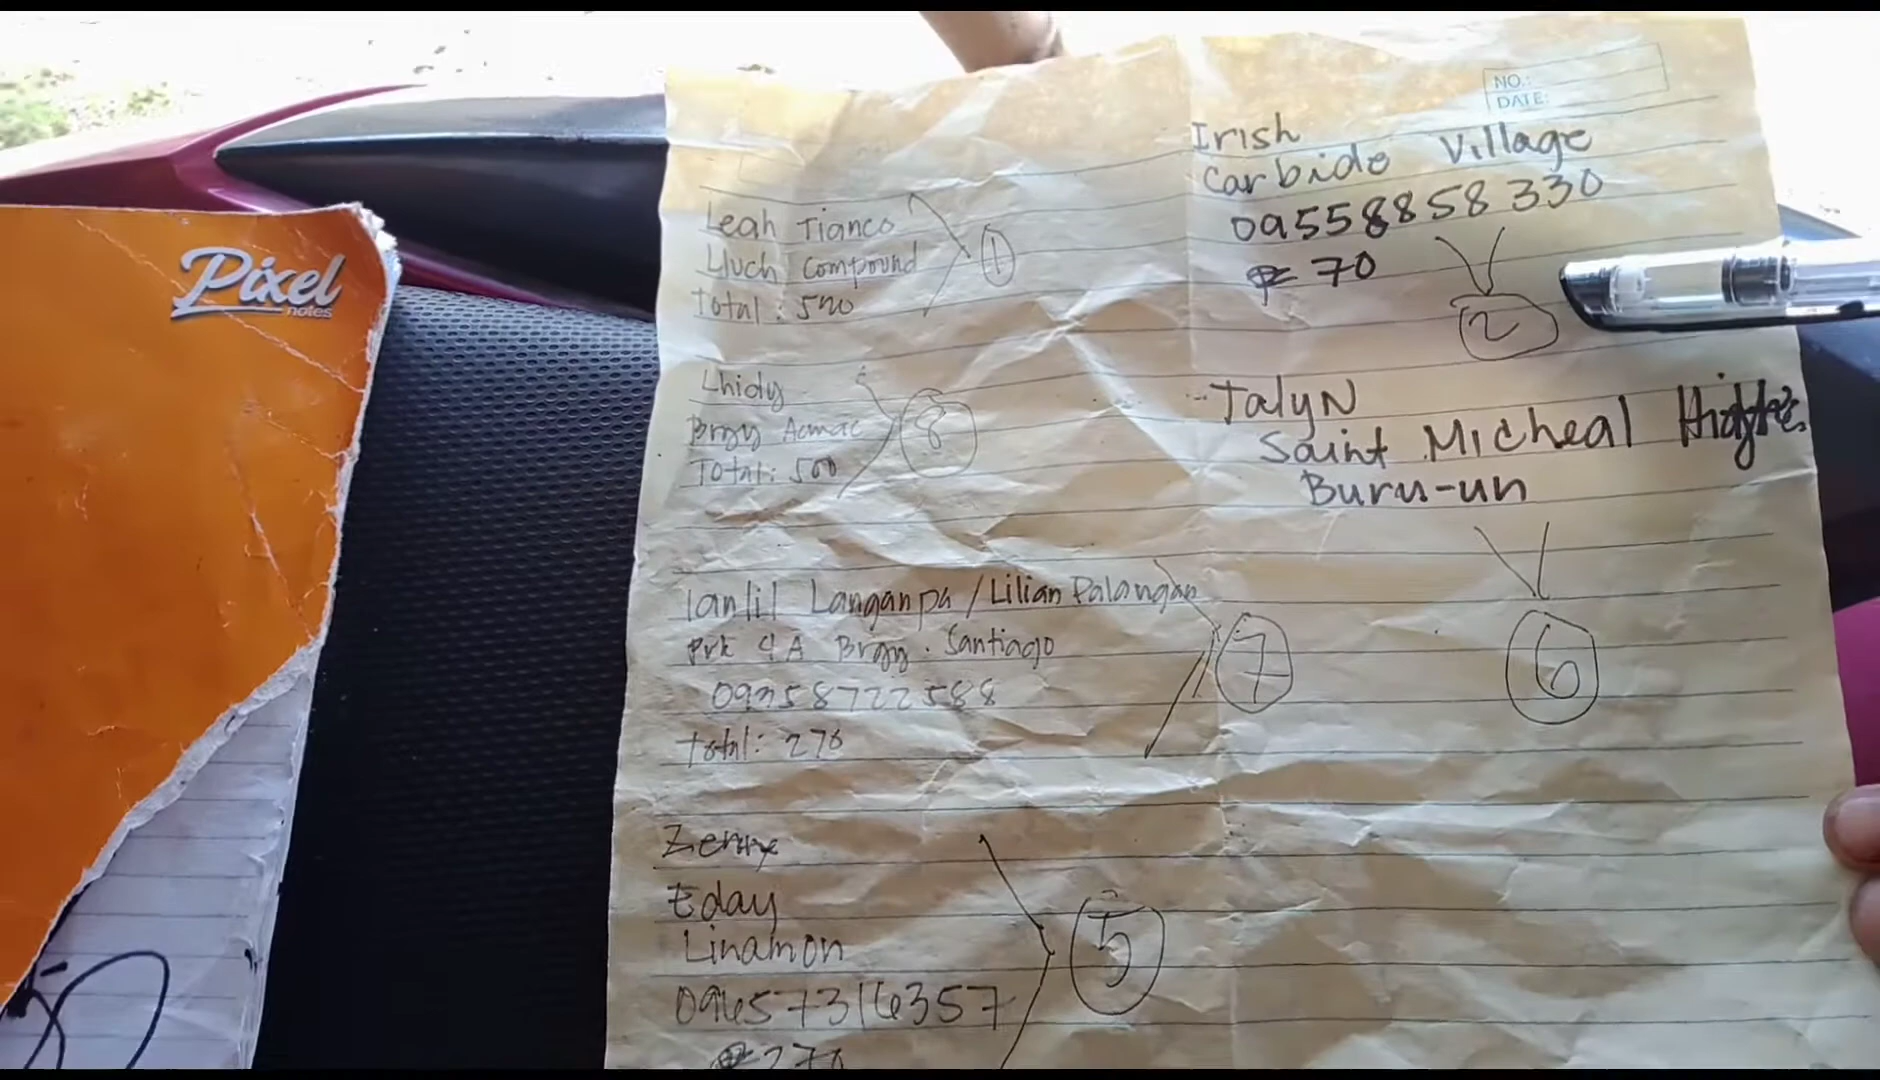 Pixel
notes
NO.:
DATE:
Leah Tianco
Lluch Compound
Total: 520
1
Lhidy
Brgy Acmac
Total: 500
8
Ianlil Langanpa / Lilian Palangan
Prk 9A Brgy. Santiago
09358722588
total: 270
7
Zenny
Eday
Linamon
09657316357
270
5
Irish
Carbide Village
09558858330
₱ 70
2
Jalyn
Saint Micheal
Buru-un
6